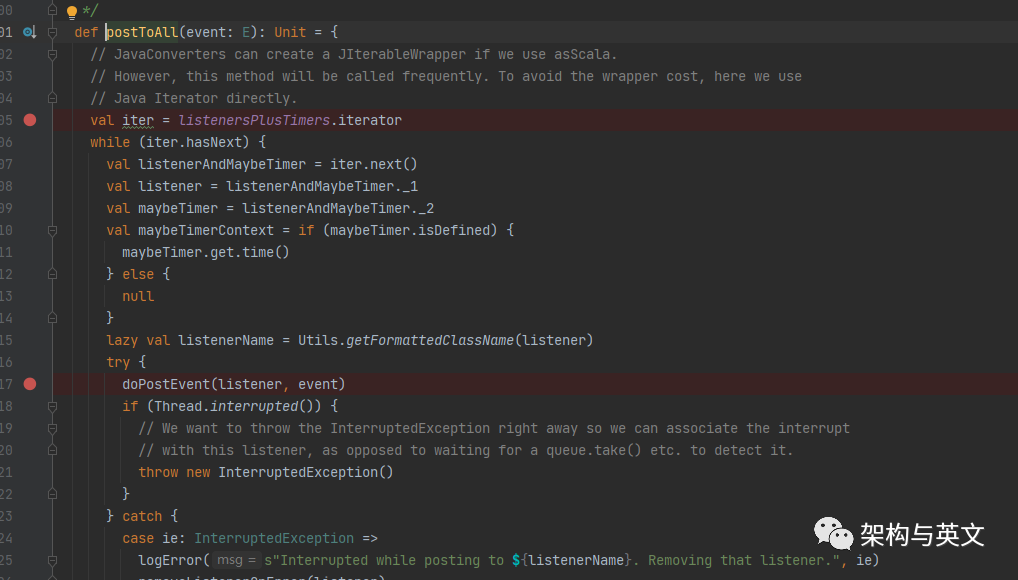 00 */
01 def postToAll(event: E): Unit = {
02 // JavaConverters can create a JIterableWrapper if we use asScala.
03 // However, this method will be called frequently. To avoid the wrapper cost, here we use
04 // Java Iterator directly.
05 val iter = listenersPlusTimers.iterator
06 while (iter.hasNext) {
07 val listenerAndMaybeTimer = iter.next()
08 val listener = listenerAndMaybeTimer._1
09 val maybeTimer = listenerAndMaybeTimer._2
10 val maybeTimerContext = if (maybeTimer.isDefined) {
11 maybeTimer.get.time()
12 } else {
13 null
14 }
15 lazy val listenerName = Utils.getFormattedClassName(listener)
16 try {
17 doPostEvent(listener, event)
18 if (Thread.interrupted()) {
19 // We want to throw the InterruptedException right away so we can associate the interrupt
20 // with this listener, as opposed to waiting for a queue.take() etc. to detect it.
21 throw new InterruptedException()
22 }
23 } catch {
24 case ie: InterruptedException =>
25 logError( msg = s"Interrupted while posting to ${listenerName}. Removing that listener.", ie)
removeListenerOnError(listener)
架构与英文